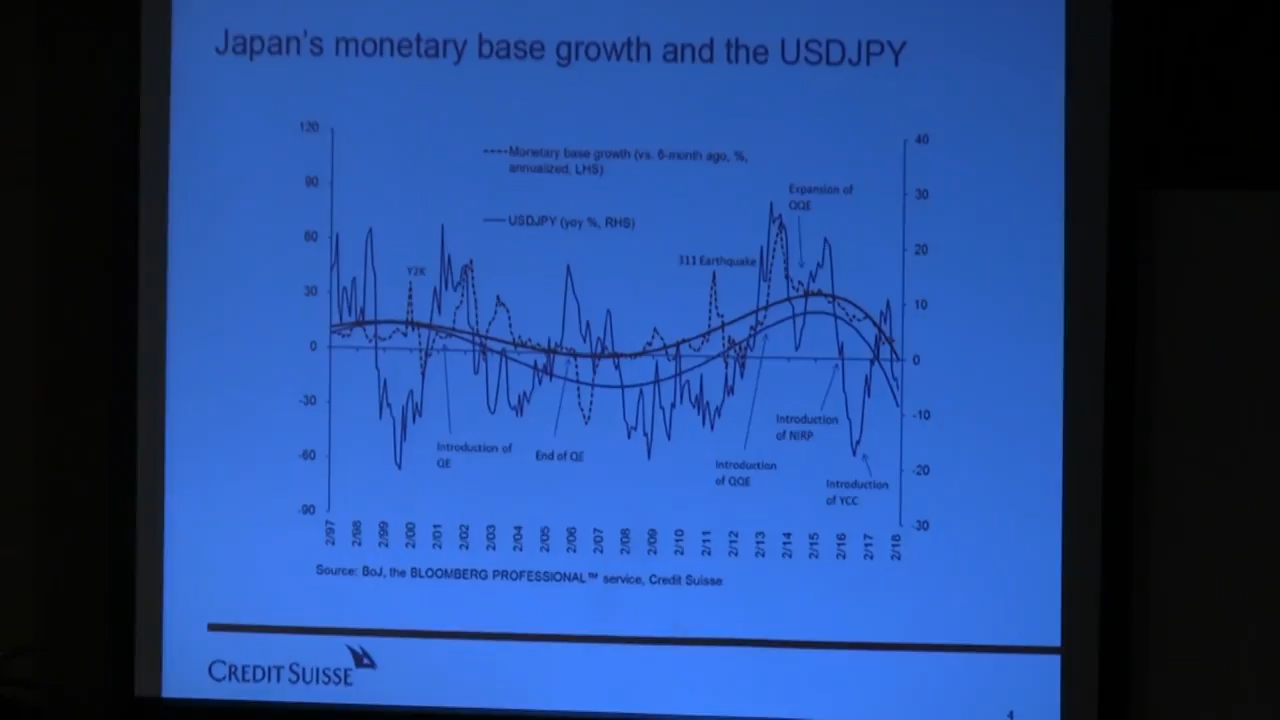 Japan's monetary base growth and the USDJPY
120
90
60
30
0
-30
-60
-90
40
30
20
10
0
-10
-20
-30
Monetary base growth (vs. 6-month ago, %,
annualized, LHS)
USDJPY (yoy %, RHS)
Expansion of
QQE
Y2K
311 Earthquake
Introduction of
QE
End of QE
Introduction
of QQE
Introduction
of NIRP
Introduction
of YCC
2/97 2/98 2/99 2/00 2/01 2/02 2/03 2/04 2/05 2/06 2/07 2/08 2/09 2/10 2/11 2/12 2/13 2/14 2/15 2/16 2/17 2/18
Source: BoJ, the BLOOMBERG PROFESSIONAL™ service, Credit Suisse
CREDIT SUISSE
4